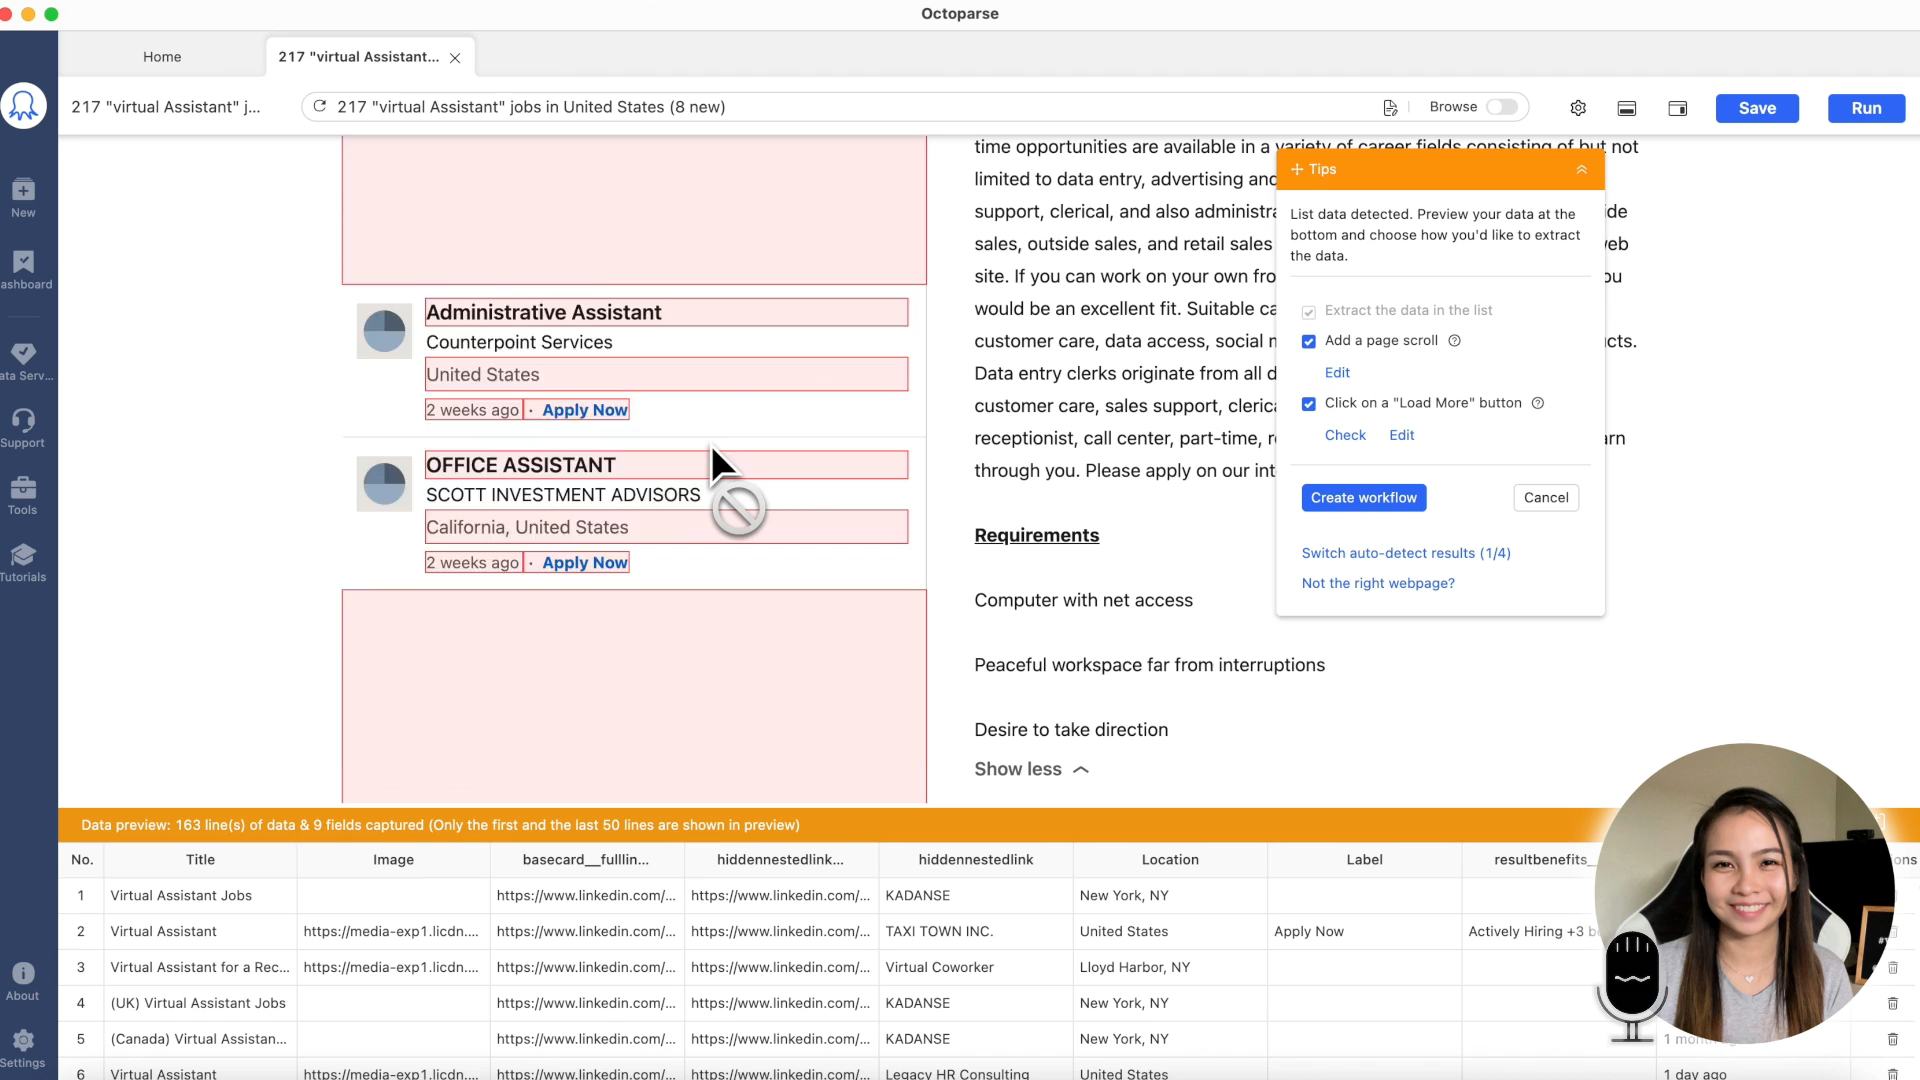 Octoparse
Home
217 "virtual Assistant...
217 "virtual Assistant" j...
217 "virtual Assistant" jobs in United States (8 new)
Browse
Save
Run
New
ashboard
ata Serv...
Support
Tools
Tutorials
About
Settings
Administrative Assistant
Counterpoint Services
United States
2 weeks ago · Apply Now
OFFICE ASSISTANT
SCOTT INVESTMENT ADVISORS
California, United States
2 weeks ago · Apply Now
time opportunities are available in a variety of career fields consisting of but not
limited to data entry, advertising and
support, clerical, and also administra
sales, outside sales, and retail sales
site. If you can work on your own fro
would be an excellent fit. Suitable ca
customer care, data access, social
Data entry clerks originate from all d
customer care, sales support, cleric
receptionist, call center, part-time, r
through you. Please apply on our int
Requirements
Computer with net access
Peaceful workspace far from interruptions
Desire to take direction
Show less
Tips
List data detected. Preview your data at the
bottom and choose how you'd like to extract
the data.
Extract the data in the list
Add a page scroll
Edit
Click on a "Load More" button
Check Edit
Create workflow
Cancel
Switch auto-detect results (1/4)
Not the right webpage?
Data preview: 163 line(s) of data & 9 fields captured (Only the first and the last 50 lines are shown in preview)
No. Title Image basecard__fulllin... hiddennestedlink... hiddennestedlink Location Label resultbenefits_ ons
1 Virtual Assistant Jobs https://www.linkedin.com/... https://www.linkedin.com/... KADANSE New York, NY
2 Virtual Assistant https://media-exp1.licdn.... https://www.linkedin.com/... https://www.linkedin.com/... TAXI TOWN INC. United States Apply Now Actively Hiring +3 b
3 Virtual Assistant for a Rec... https://media-exp1.licdn.... https://www.linkedin.com/... https://www.linkedin.com/... Virtual Coworker Lloyd Harbor, NY
4 (UK) Virtual Assistant Jobs https://www.linkedin.com/... https://www.linkedin.com/... KADANSE New York, NY
5 (Canada) Virtual Assistan... https://www.linkedin.com/... https://www.linkedin.com/... KADANSE New York, NY 1 mon
6 Virtual Assistant https://media-exp1.licdn.... https://www.linkedin.com/... https://www.linkedin.com/... Legacy HR Consulting United States 1 day ago